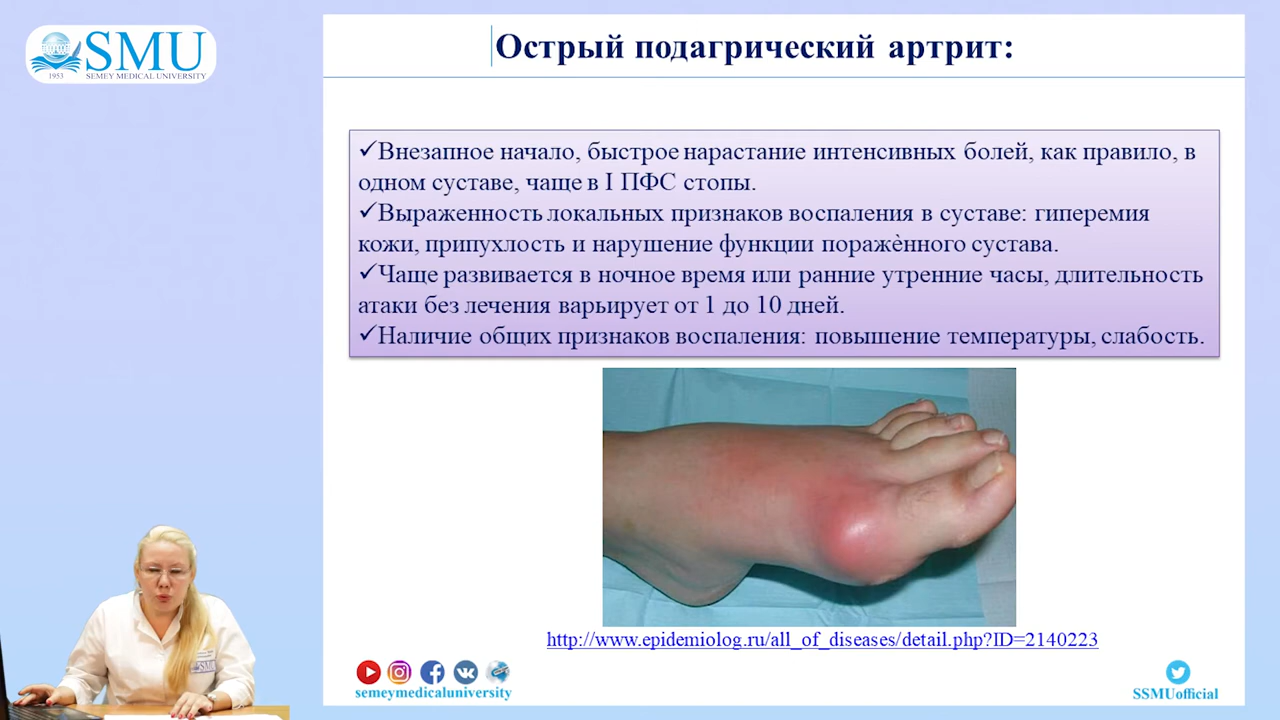 SMU
1953 SEMEY MEDICAL UNIVERSITY
Острый подагрический артрит:
✓Внезапное начало, быстрое нарастание интенсивных болей, как правило, в
одном суставе, чаще в I ПФС стопы.
✓Выраженность локальных признаков воспаления в суставе: гиперемия
кожи, припухлость и нарушение функции поражѐнного сустава.
✓Чаще развивается в ночное время или ранние утренние часы, длительность
атаки без лечения варьирует от 1 до 10 дней.
✓Наличие общих признаков воспаления: повышение температуры, слабость.
http://www.epidemiolog.ru/all_of_diseases/detail.php?ID=2140223
semeymedicaluniversity
SSMUofficial
SMU